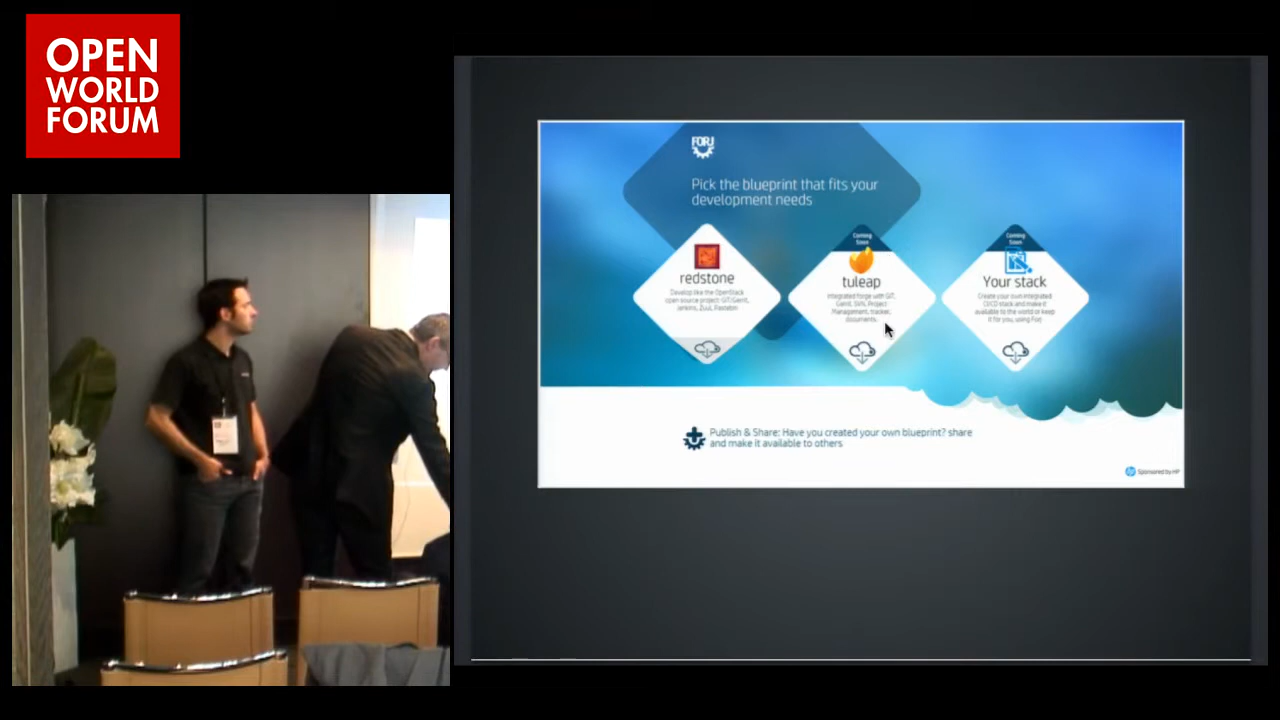 OPEN
WORLD
FORUM
FORJ
Pick the blueprint that fits your
development needs
redstone
Develop like the OpenStack
open source project: GIT/Gerrit,
Jenkins, Zuul, Pastebin
Coming
Soon
tuleap
Integrated forge with GIT,
Gerrit, SVN, Project
Management, tracker,
documents.
Coming
Soon
Your stack
Create your own integrated
CI/CD stack and make it
available to the world or keep
it for you, using Forj
Publish & Share: Have you created your own blueprint? share
and make it available to others
hp Sponsored by HP